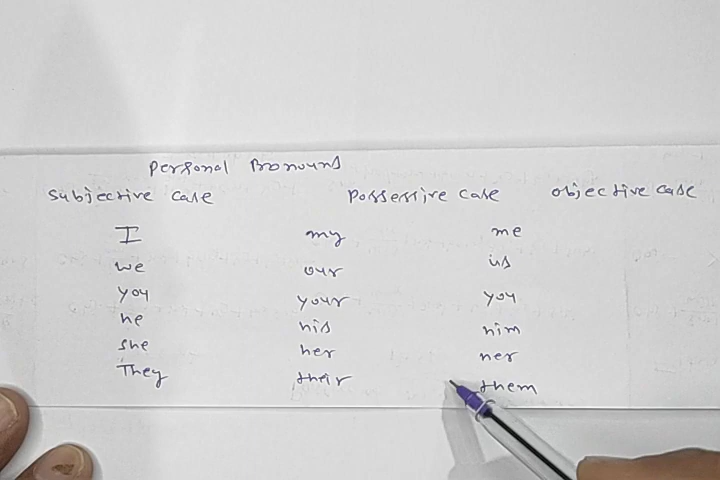 Personal Pronouns
Subjective case Possessive case Objective case
I my me
we our us
you your you
he his him
she her her
They their them